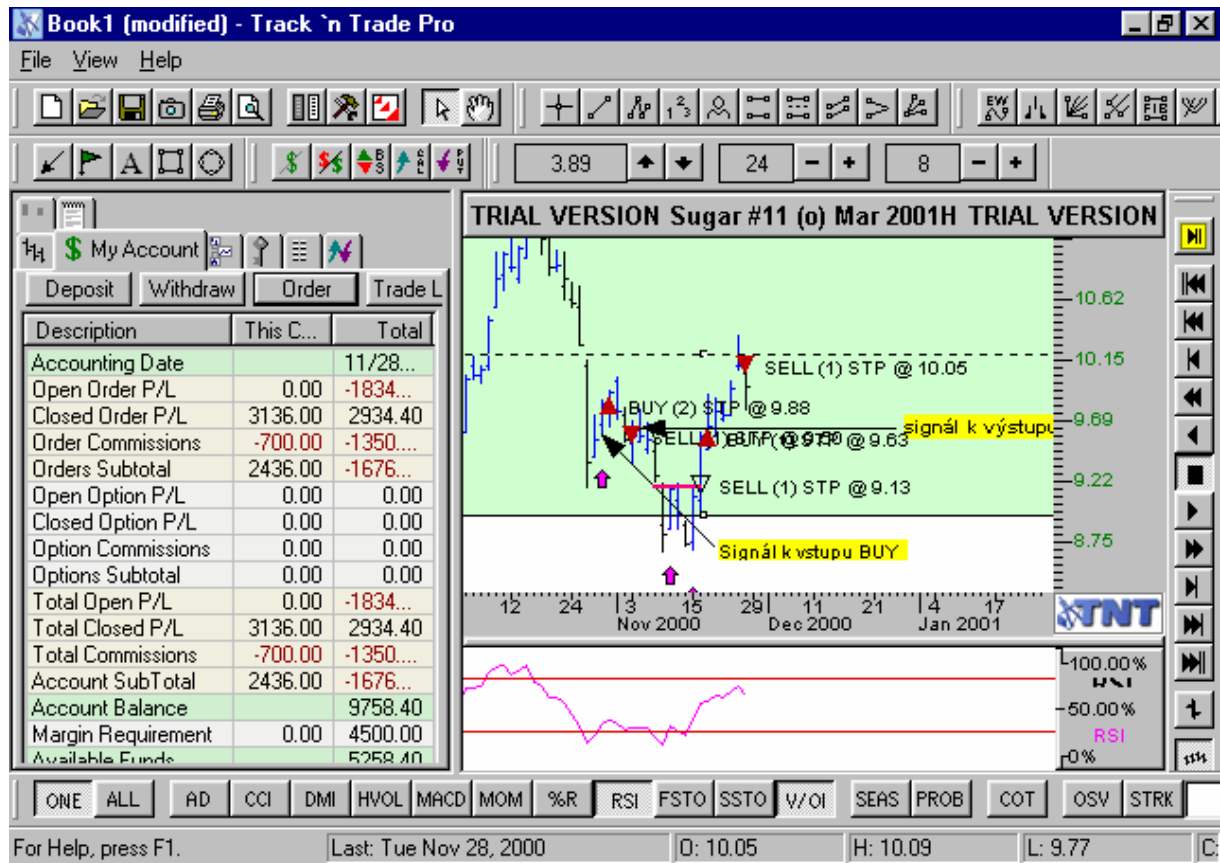 Book1 (modified) - Track `n Trade Pro
File View Help
3.89 24 8
My Account
Deposit Withdraw Order Trade L
Description This C... Total
Accounting Date 11/28...
Open Order P/L 0.00 -1834...
Closed Order P/L 3136.00 2934.40
Order Commissions -700.00 -1350...
Orders Subtotal 2436.00 -1676...
Open Option P/L 0.00 0.00
Closed Option P/L 0.00 0.00
Option Commissions 0.00 0.00
Options Subtotal 0.00 0.00
Total Open P/L 0.00 -1834...
Total Closed P/L 3136.00 2934.40
Total Commissions -700.00 -1350....
Account SubTotal 2436.00 -1676...
Account Balance 9758.40
Margin Requirement 0.00 4500.00
Available Funds 5258.40
TRIAL VERSION Sugar #11 (o) Mar 2001H TRIAL VERSION
10.62
10.15
SELL (1) STP @ 10.05
BUY (2) STP @ 9.88
9.69
signál k výstupu
@ 9.63
9.22
SELL (1) STP @ 9.13
8.75
Signál k vstupu BUY
12 24 3 15 29 11 21 4 17
Nov 2000 Dec 2000 Jan 2001
TNT
100.00%
RSI
50.00%
RSI
0%
ONE ALL AD CCI DMI HVOL MACD MOM %R RSI FSTO SSTO V/OI SEAS PROB COT OSV STRK
For Help, press F1. Last: Tue Nov 28, 2000 O: 10.05 H: 10.09 L: 9.77 C: